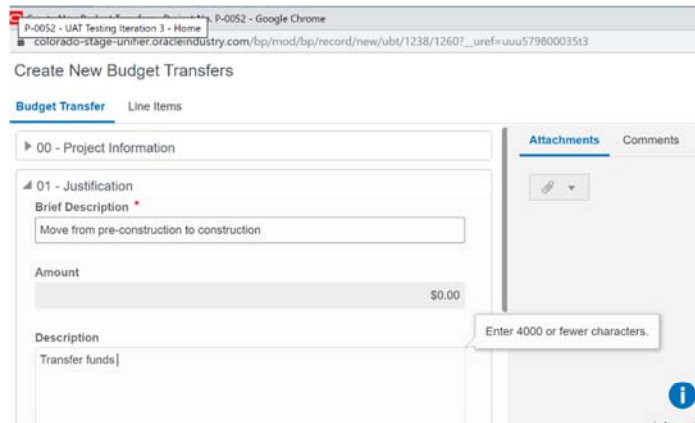 P-0052 - Google Chrome
P-0052 - UAT Testing Iteration 3 - Home
colorado-stage-unifier.oracleindustry.com/bp/mod/bp/record/new/ubt/1238/1260?_uref=uuu579800035t3
Create New Budget Transfers
Budget Transfer Line Items
00 - Project Information
Attachments Comments
01 - Justification
Brief Description *
Move from pre-construction to construction
Amount
$0.00
Description
Enter 4000 or fewer characters.
Transfer funds